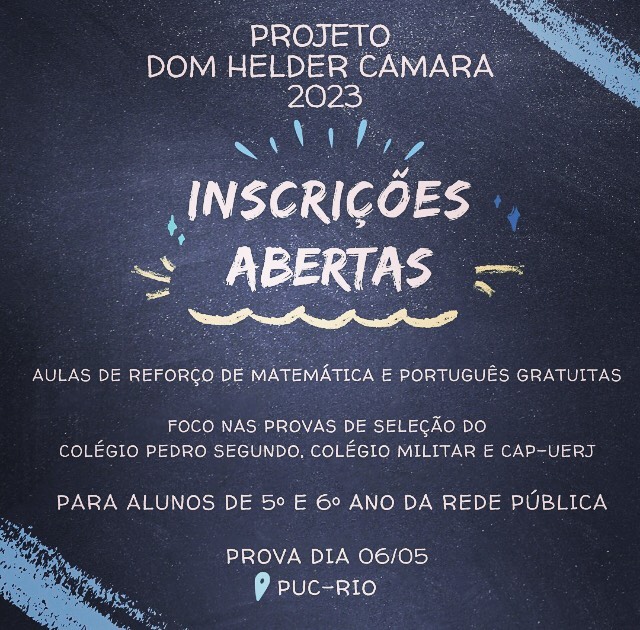 PROJETO
DOM HELDER CAMARA
2023
INSCRIÇÕES
ABERTAS
AULAS DE REFORÇO DE MATEMÁTICA E PORTUGUÊS GRATUITAS
FOCO NAS PROVAS DE SELEÇÃO DO
COLÉGIO PEDRO SEGUNDO, COLÉGIO MILITAR E CAP-UERJ
PARA ALUNOS DE 5º E 6º ANO DA REDE PÚBLICA
PROVA DIA 06/05
PUC-RIO